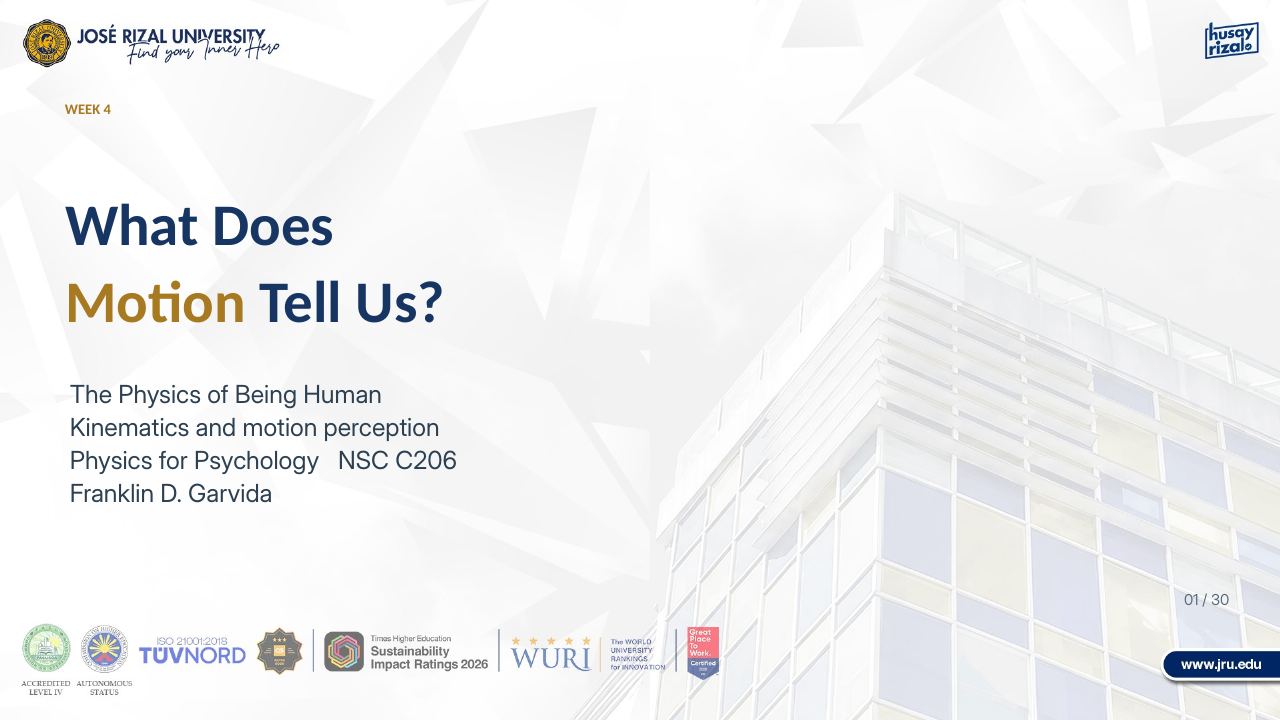 JOSÉ RIZAL UNIVERSITY
Find your Inner Hero
husay
rizal
WEEK 4
What Does
Motion Tell Us?
The Physics of Being Human
Kinematics and motion perception
Physics for Psychology NSC C206
Franklin D. Garvida
01 / 30
ISO 21001:2018
TÜVNORD
Times Higher Education
Sustainability
Impact Ratings 2026
WURI
The WORLD
UNIVERSITY
RANKINGS
for INNOVATION
Great
Place
To
Work.
Certified
ACCREDITED
LEVEL IV
AUTONOMOUS
STATUS
www.jru.edu